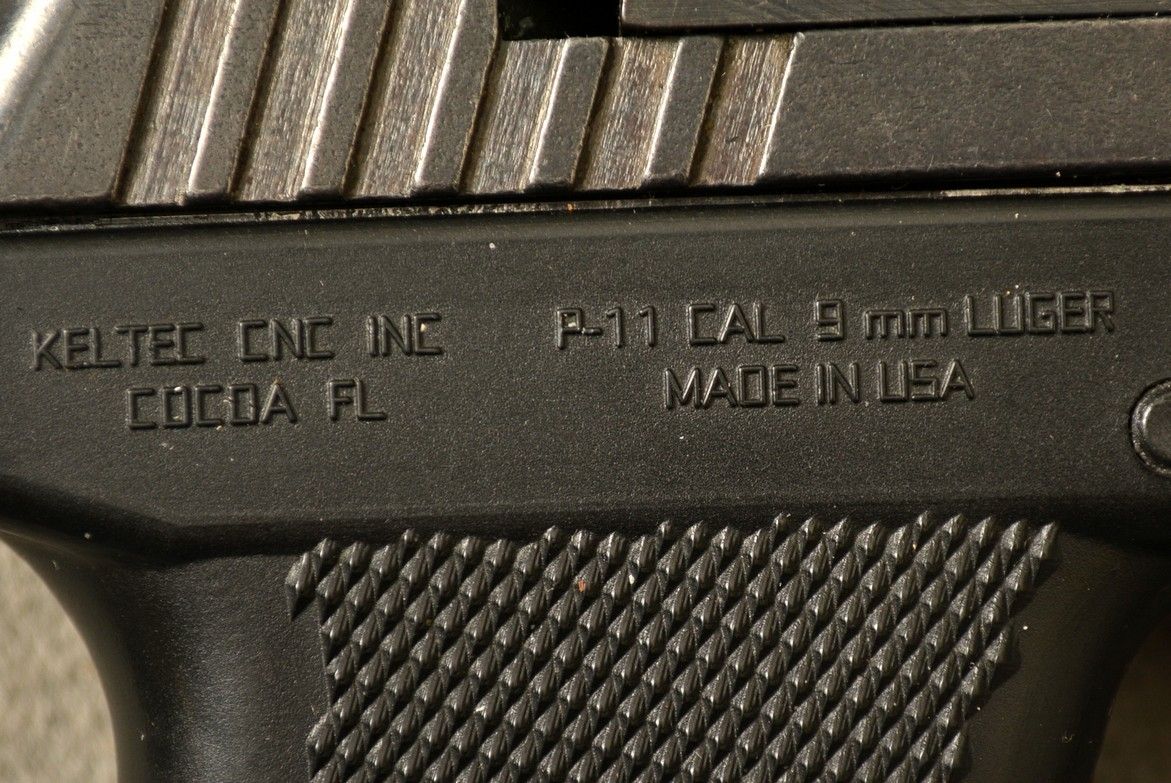 KELTEC CNC INC
COCOA FL
P-11 CAL 9 mm LUGER
MADE IN USA